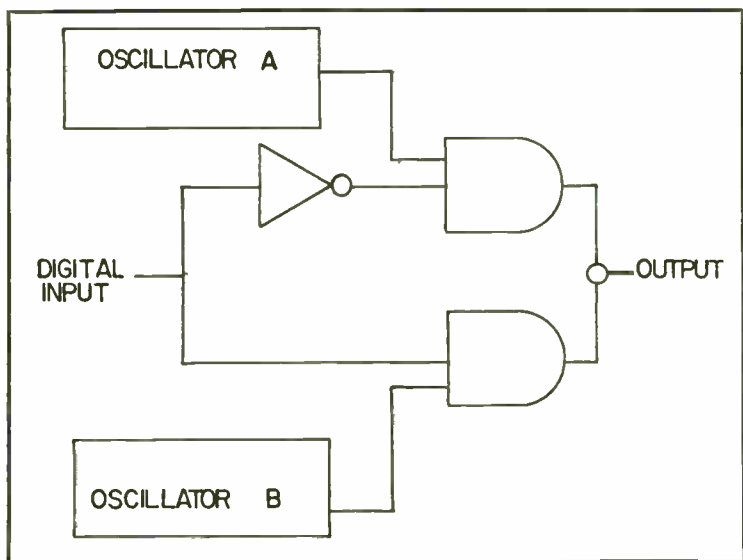 OSCILLATOR A
DIGITAL
INPUT
OUTPUT
OSCILLATOR B